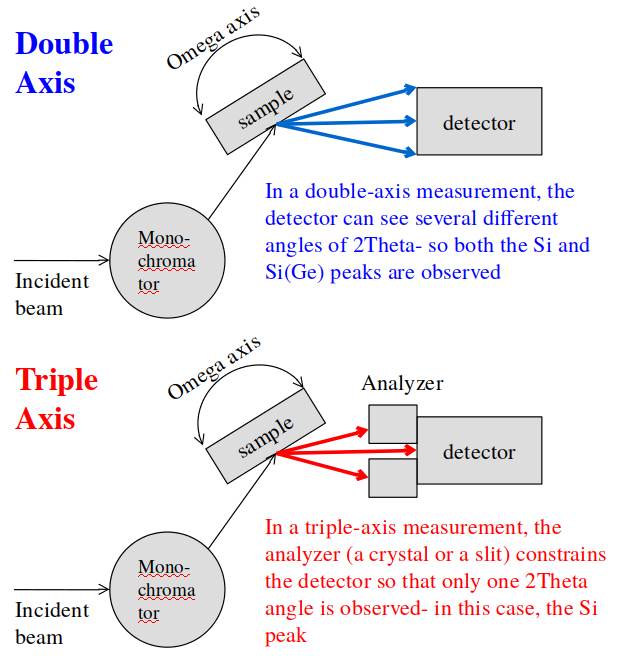 Double
Axis
Omega axis
sample
detector
In a double-axis measurement, the
detector can see several different
angles of 2Theta- so both the Si and
Si(Ge) peaks are observed
Mono-
chroma
tor
Incident
beam
Triple
Axis
Omega axis
Analyzer
sample
detector
In a triple-axis measurement, the
analyzer (a crystal or a slit) constrains
the detector so that only one 2Theta
angle is observed- in this case, the Si
peak
Mono-
chroma
tor
Incident
beam